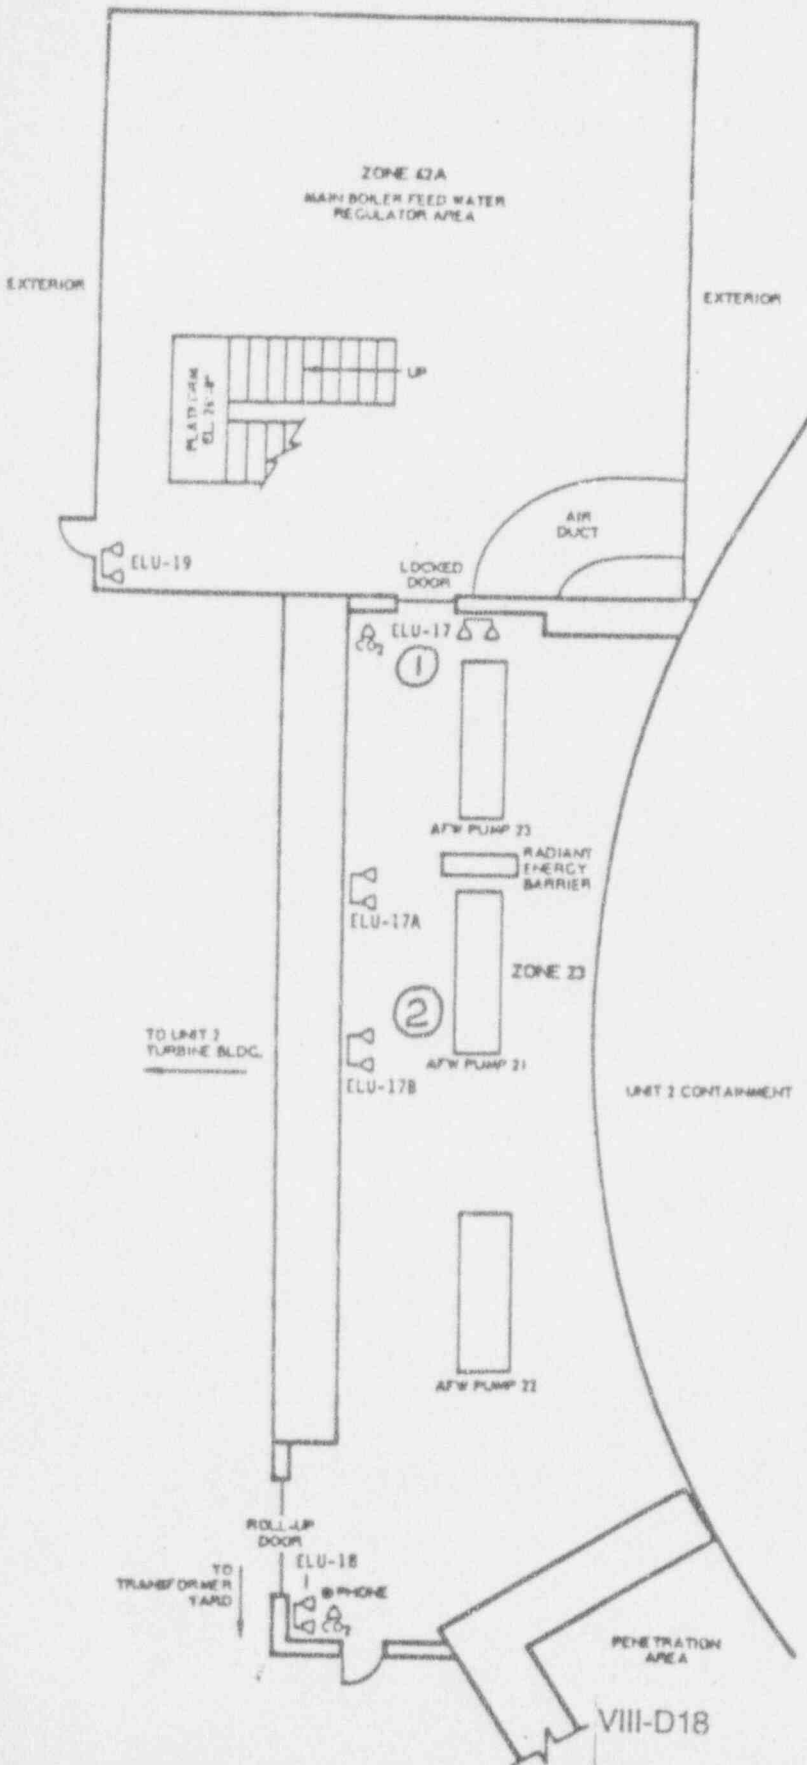 ZONE 62A
MAIN BOILER FEED WATER
REGULATOR AREA
EXTERIOR
EXTERIOR
UP
PLATFORM
AIR
DUCT
ELU-19
LOCKED
DOOR
ELU-17
CO2
1
AFW PUMP 23
RADIANT
ENERGY
BARRIER
ELU-17A
ZONE 23
2
TO UNIT 2
TURBINE BLDG.
AFW PUMP 21
ELU-17B
UNIT 2 CONTAINMENT
AFW PUMP 22
ROLL-UP
DOOR
ELU-18
TO
TRANSFORMER
YARD
PHONE
CO2
PENETRATION
AREA
VIII-D18